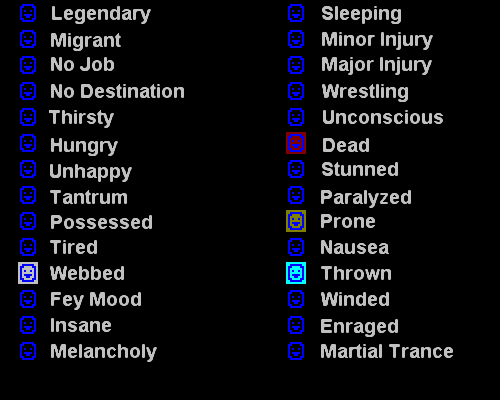 Legendary
Migrant
No Job
No Destination
Thirsty
Hungry
Unhappy
Tantrum
Possessed
Tired
Webbed
Fey Mood
Insane
Melancholy
Sleeping
Minor Injury
Major Injury
Wrestling
Unconscious
Dead
Stunned
Paralyzed
Prone
Nausea
Thrown
Winded
Enraged
Martial Trance